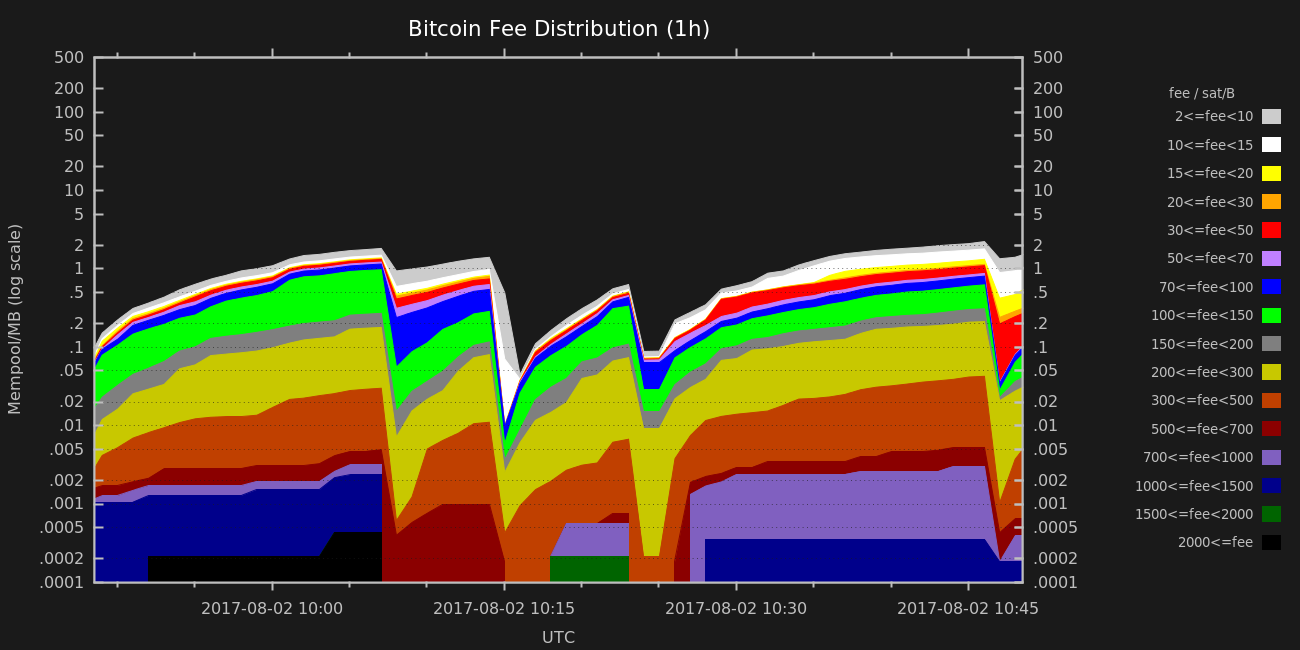 Bitcoin Fee Distribution (1h)
Mempool/MB (log scale)
500
200
100
50
20
10
5
2
1
.5
.2
.1
.05
.02
.01
.005
.002
.001
.0005
.0002
.0001
500
200
100
50
20
10
5
2
1
.5
.2
.1
.05
.02
.01
.005
.002
.001
.0005
.0002
.0001
2017-08-02 10:00
2017-08-02 10:15
2017-08-02 10:30
2017-08-02 10:45
UTC
fee / sat/B
2<=fee<10
10<=fee<15
15<=fee<20
20<=fee<30
30<=fee<50
50<=fee<70
70<=fee<100
100<=fee<150
150<=fee<200
200<=fee<300
300<=fee<500
500<=fee<700
700<=fee<1000
1000<=fee<1500
1500<=fee<2000
2000<=fee